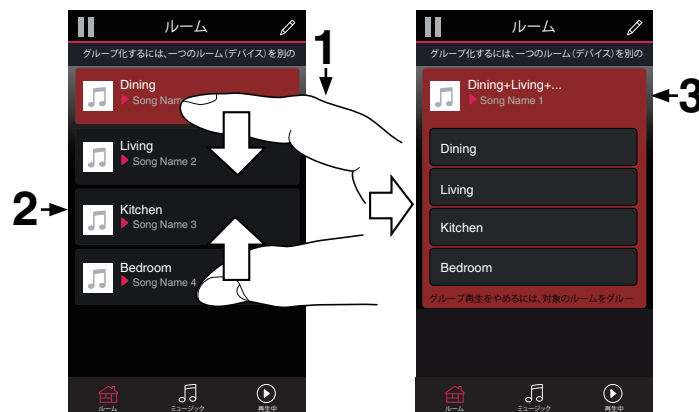 ルーム
グループ化するには、一つのルーム（デバイス）を別の
1
Dining
Song Nam
Living
Song Name 2
2
Kitchen
Song Name 3
Bedroom
Song Name 4
ルーム
ミュージック
再生中
ルーム
グループ化するには、一つのルーム（デバイス）を別の
3
Dining+Living+...
Song Name 1
Dining
Living
Kitchen
Bedroom
グループ再生をやめるには、対象のルームをグルー
ルーム
ミュージック
再生中